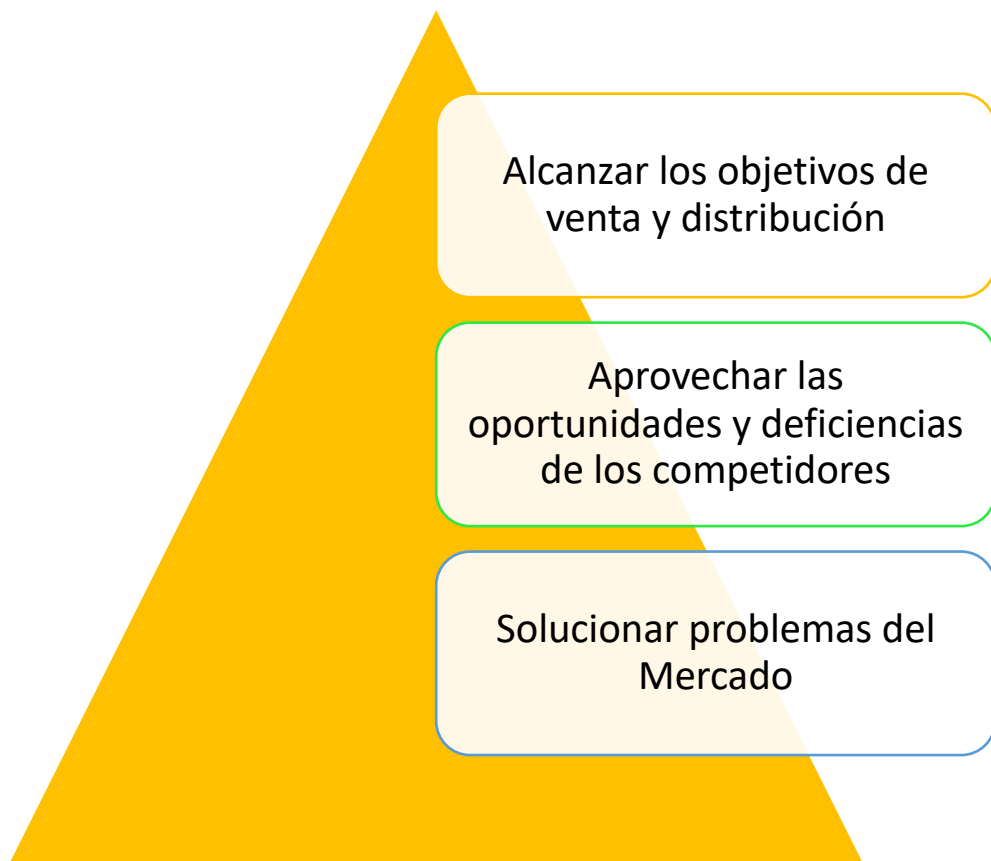 Alcanzar los objetivos de
venta y distribución
Aprovechar las
oportunidades y deficiencias
de los competidores
Solucionar problemas del
Mercado